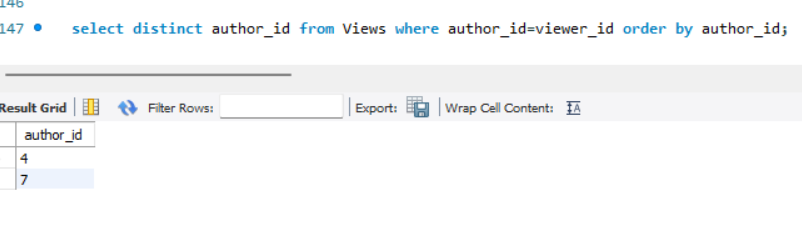 146
147 select distinct author_id from Views where author_id=viewer_id order by author_id;
Result Grid Filter Rows: Export: Wrap Cell Content: IA
author_id
4
7